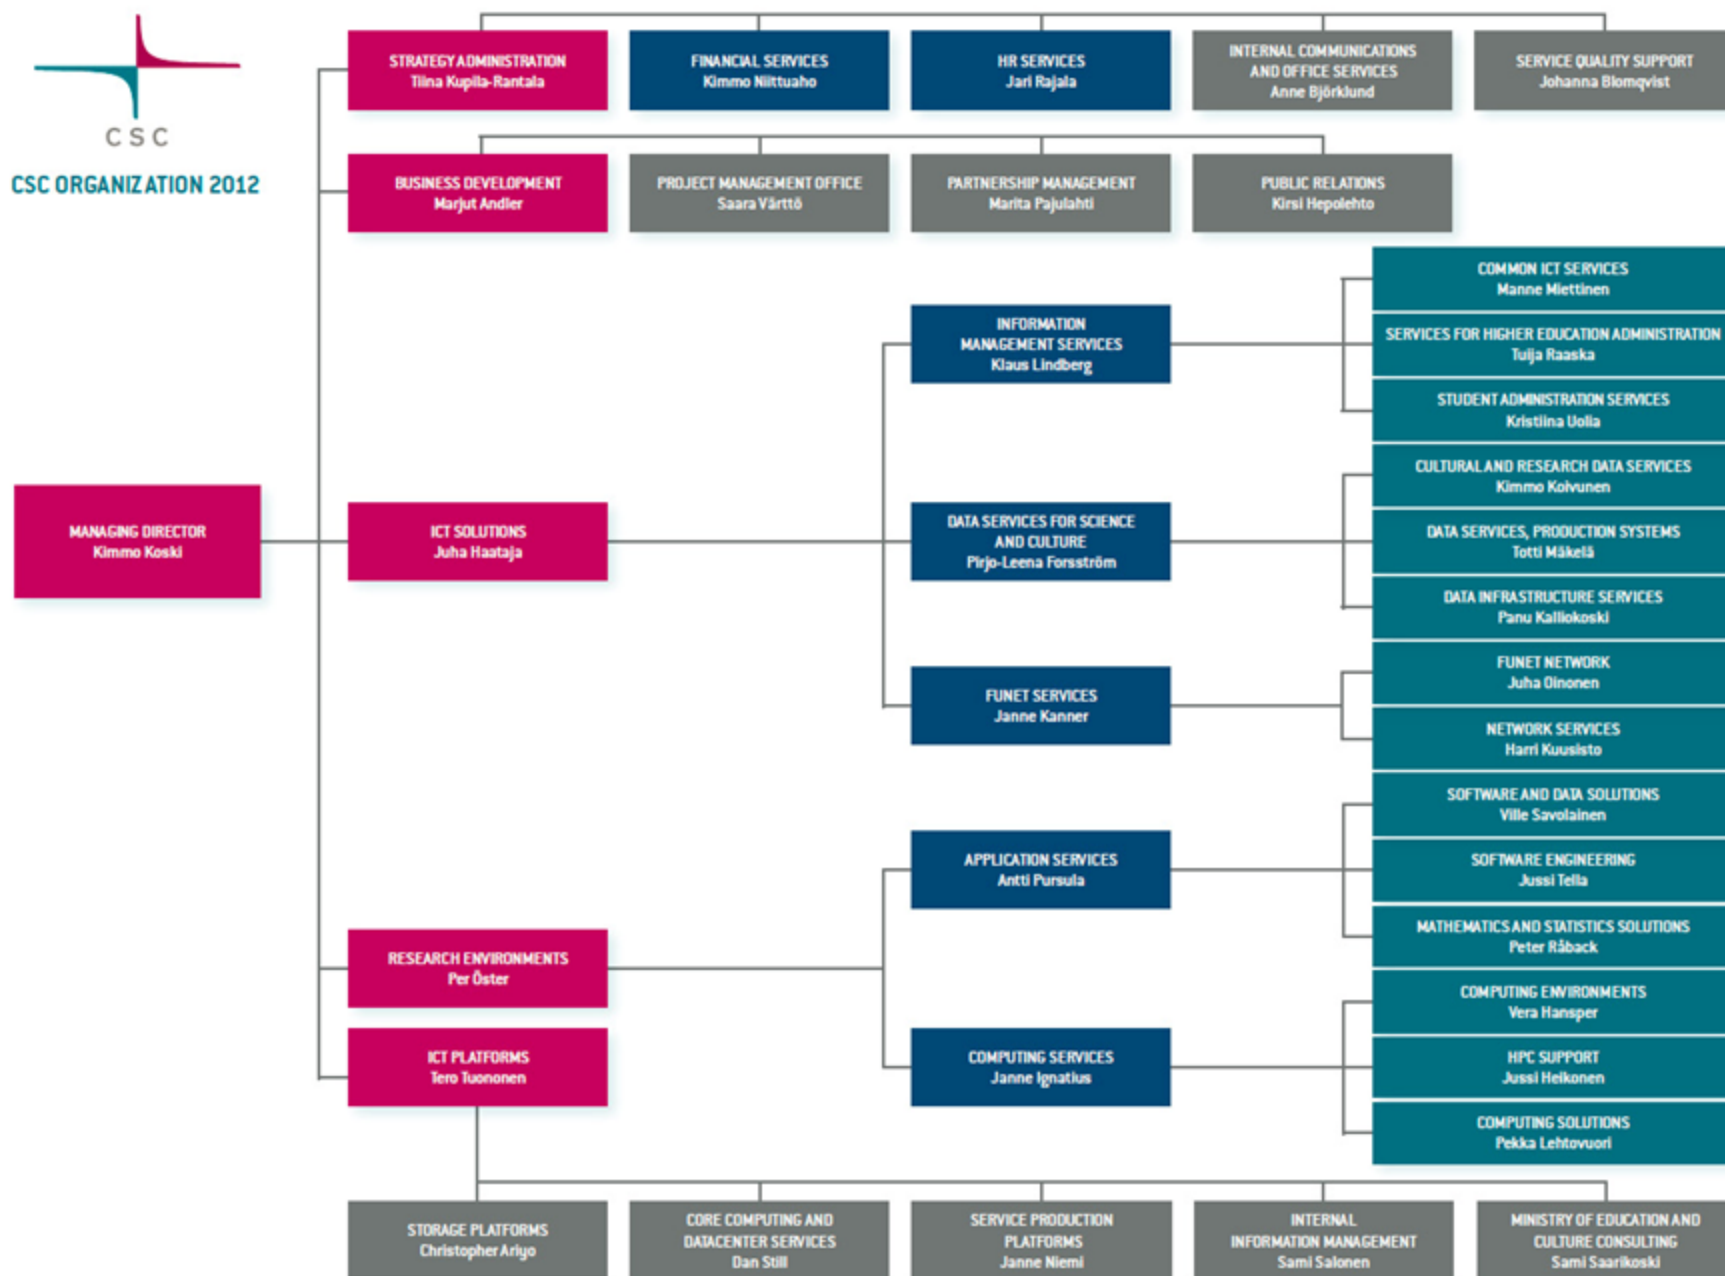 CSC
CSC ORGANIZATION 2012
STRATEGY ADMINISTRATION
Tiina Kupila-Rantala
FINANCIAL SERVICES
Kimmo Niittuaho
HR SERVICES
Jari Rajala
INTERNAL COMMUNICATIONS
AND OFFICE SERVICES
Anne Björklund
SERVICE QUALITY SUPPORT
Johanna Blomqvist
BUSINESS DEVELOPMENT
Marjut Andler
PROJECT MANAGEMENT OFFICE
Saara Värttö
PARTNERSHIP MANAGEMENT
Marita Pajulahti
PUBLIC RELATIONS
Kirsi Hepolehto
MANAGING DIRECTOR
Kimmo Koski
ICT SOLUTIONS
Juha Haataja
INFORMATION
MANAGEMENT SERVICES
Klaus Lindberg
COMMON ICT SERVICES
Manne Miettinen
SERVICES FOR HIGHER EDUCATION ADMINISTRATION
Tuija Raaska
STUDENT ADMINISTRATION SERVICES
Kristiina Uolia
DATA SERVICES FOR SCIENCE
AND CULTURE
Pirjo-Leena Forsström
CULTURAL AND RESEARCH DATA SERVICES
Kimmo Koivunen
DATA SERVICES, PRODUCTION SYSTEMS
Totti Mäkelä
DATA INFRASTRUCTURE SERVICES
Panu Kalliokoski
FUNET SERVICES
Janne Kanner
FUNET NETWORK
Juha Oinonen
NETWORK SERVICES
Harri Kuusisto
RESEARCH ENVIRONMENTS
Per Öster
APPLICATION SERVICES
Antti Pursula
SOFTWARE AND DATA SOLUTIONS
Ville Savolainen
SOFTWARE ENGINEERING
Jussi Tella
MATHEMATICS AND STATISTICS SOLUTIONS
Peter Råback
COMPUTING SERVICES
Janne Ignatius
COMPUTING ENVIRONMENTS
Vera Hansper
HPC SUPPORT
Jussi Heikonen
COMPUTING SOLUTIONS
Pekka Lehtovuori
ICT PLATFORMS
Tero Tuononen
STORAGE PLATFORMS
Christopher Ariyo
CORE COMPUTING AND
DATACENTER SERVICES
Dan Still
SERVICE PRODUCTION
PLATFORMS
Janne Niemi
INTERNAL
INFORMATION MANAGEMENT
Sami Salonen
MINISTRY OF EDUCATION AND
CULTURE CONSULTING
Sami Saarikoski